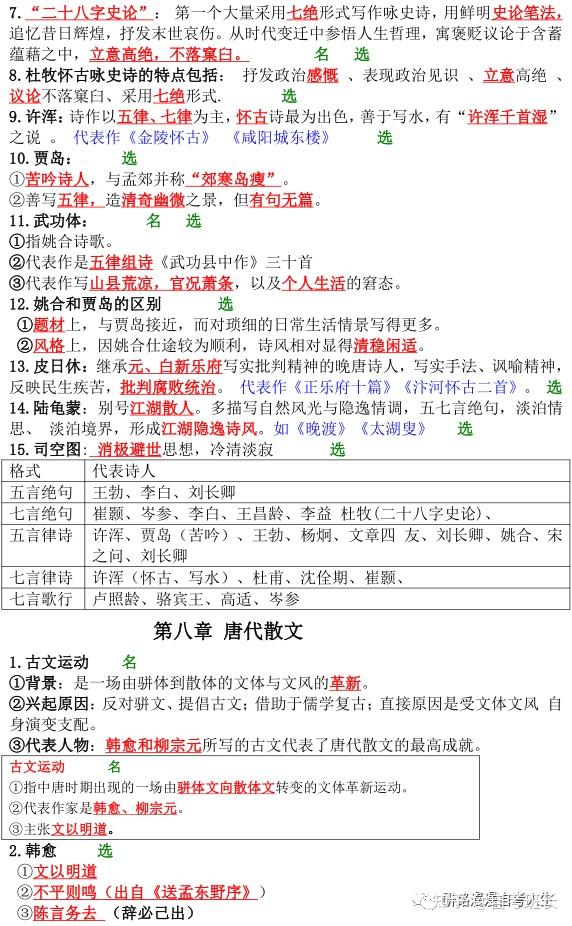 7.“二十八字史论”： 第一个大量采用七绝形式写作咏史诗，用鲜明史论笔法，
追忆昔日辉煌，抒发末世哀伤。从时代变迁中参悟人生哲理，寓褒贬议论于含蓄
蕴藉之中，立意高绝，不落窠臼。 名 选
8.杜牧怀古咏史诗的特点包括： 抒发政治感慨 、表现政治见识 、立意高绝 、
议论不落窠臼、采用七绝形式. 选
9.许浑：诗作以五律、七律为主，怀古诗最为出色，善于写水，有“许浑千首湿”
之说 。 代表作《金陵怀古》 《咸阳城东楼》 选
10.贾岛： 选
①苦吟诗人，与孟郊并称“郊寒岛瘦”。
②善写五律，造清奇幽微之景，但有句无篇。
11.武功体： 名 选
①指姚合诗歌。
②代表作是五律组诗《武功县中作》三十首
③代表作写山县荒凉，官况萧条，以及个人生活的窘态。
12.姚合和贾岛的区别 选
①题材上，与贾岛接近，而对琐细的日常生活情景写得更多。
②风格上，因姚合仕途较为顺利，诗风相对显得清稳闲适。
13.皮日休：继承元、白新乐府写实批判精神的晚唐诗人，写实手法、讽喻精神，
反映民生疾苦，批判腐败统治。 代表作《正乐府十篇》《汴河怀古二首》。 选
14.陆龟蒙：别号江湖散人。多描写自然风光与隐逸情调，五七言绝句，淡泊情
思、 淡泊境界，形成江湖隐逸诗风。如《晚渡》《太湖叟》 选
15.司空图： 消极避世思想，冷清淡寂 选
格式 代表诗人
五言绝句 王勃、李白、刘长卿
七言绝句 崔颢、岑参、李白、王昌龄、李益 杜牧(二十八字史论)、
五言律诗 许浑、贾岛（苦吟）、王勃、杨炯、文章四 友、刘长卿、姚合、宋
之问、刘长卿
七言律诗 许浑（怀古、写水）、杜甫、沈佺期、崔颢、
七言歌行 卢照龄、骆宾王、高适、岑参
第八章 唐代散文
1.古文运动 名
①背景：是一场由骈体到散体的文体与文风的革新。
②兴起原因：反对骈文、提倡古文；借助于儒学复古；直接原因是受文体文风 自
身演变支配。
③代表人物：韩愈和柳宗元所写的古文代表了唐代散文的最高成就。
古文运动 名
①指中唐时期出现的一场由骈体文向散体文转变的文体革新运动。
②代表作家是韩愈、柳宗元。
③主张文以明道。
2.韩愈 选
①文以明道
②不平则鸣（出自《送孟东野序》）
③陈言务去 （辞必己出）